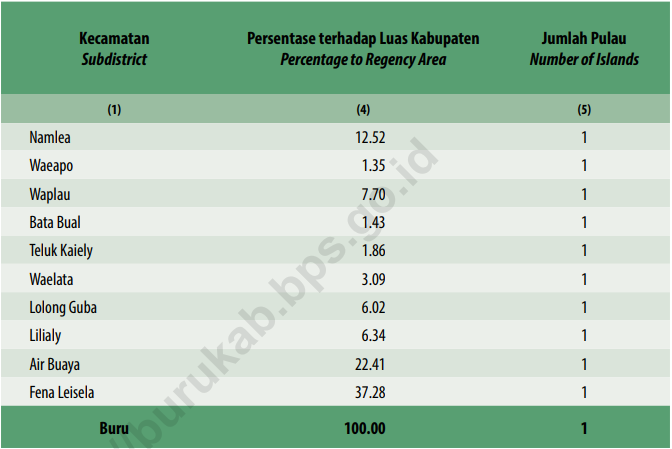 Kecamatan Persentase terhadap Luas Kabupaten Jumlah Pulau
Subdistrict Percentage to Regency Area Number of Islands
(1) (4) (5)
Namlea 12.52 1
Waeapo 1.35 1
Waplau 7.70 1
Bata Bual 1.43 1
Teluk Kaiely 1.86 1
Waelata 3.09 1
Lolong Guba 6.02 1
Lilialy 6.34 1
Air Buaya 22.41 1
Fena Leisela 37.28 1
Buru 100.00 1
//burukab.bps.go.id